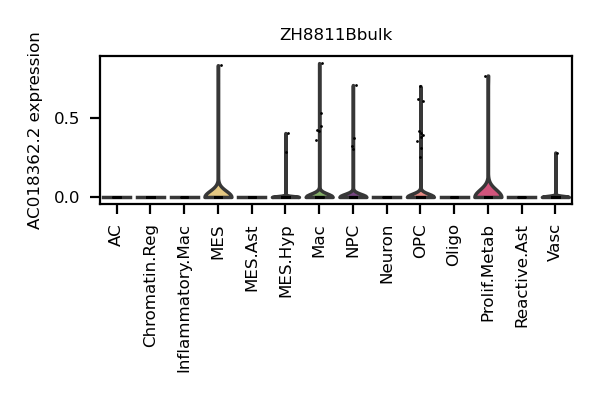 ZH8811Bbulk
AC018362.2 expression
0.5
0.0
AC
Chromatin.Reg
Inflammatory.Mac
MES
MES.Ast
MES.Hyp
Mac
NPC
Neuron
OPC
Oligo
Prolif.Metab
Reactive.Ast
Vasc